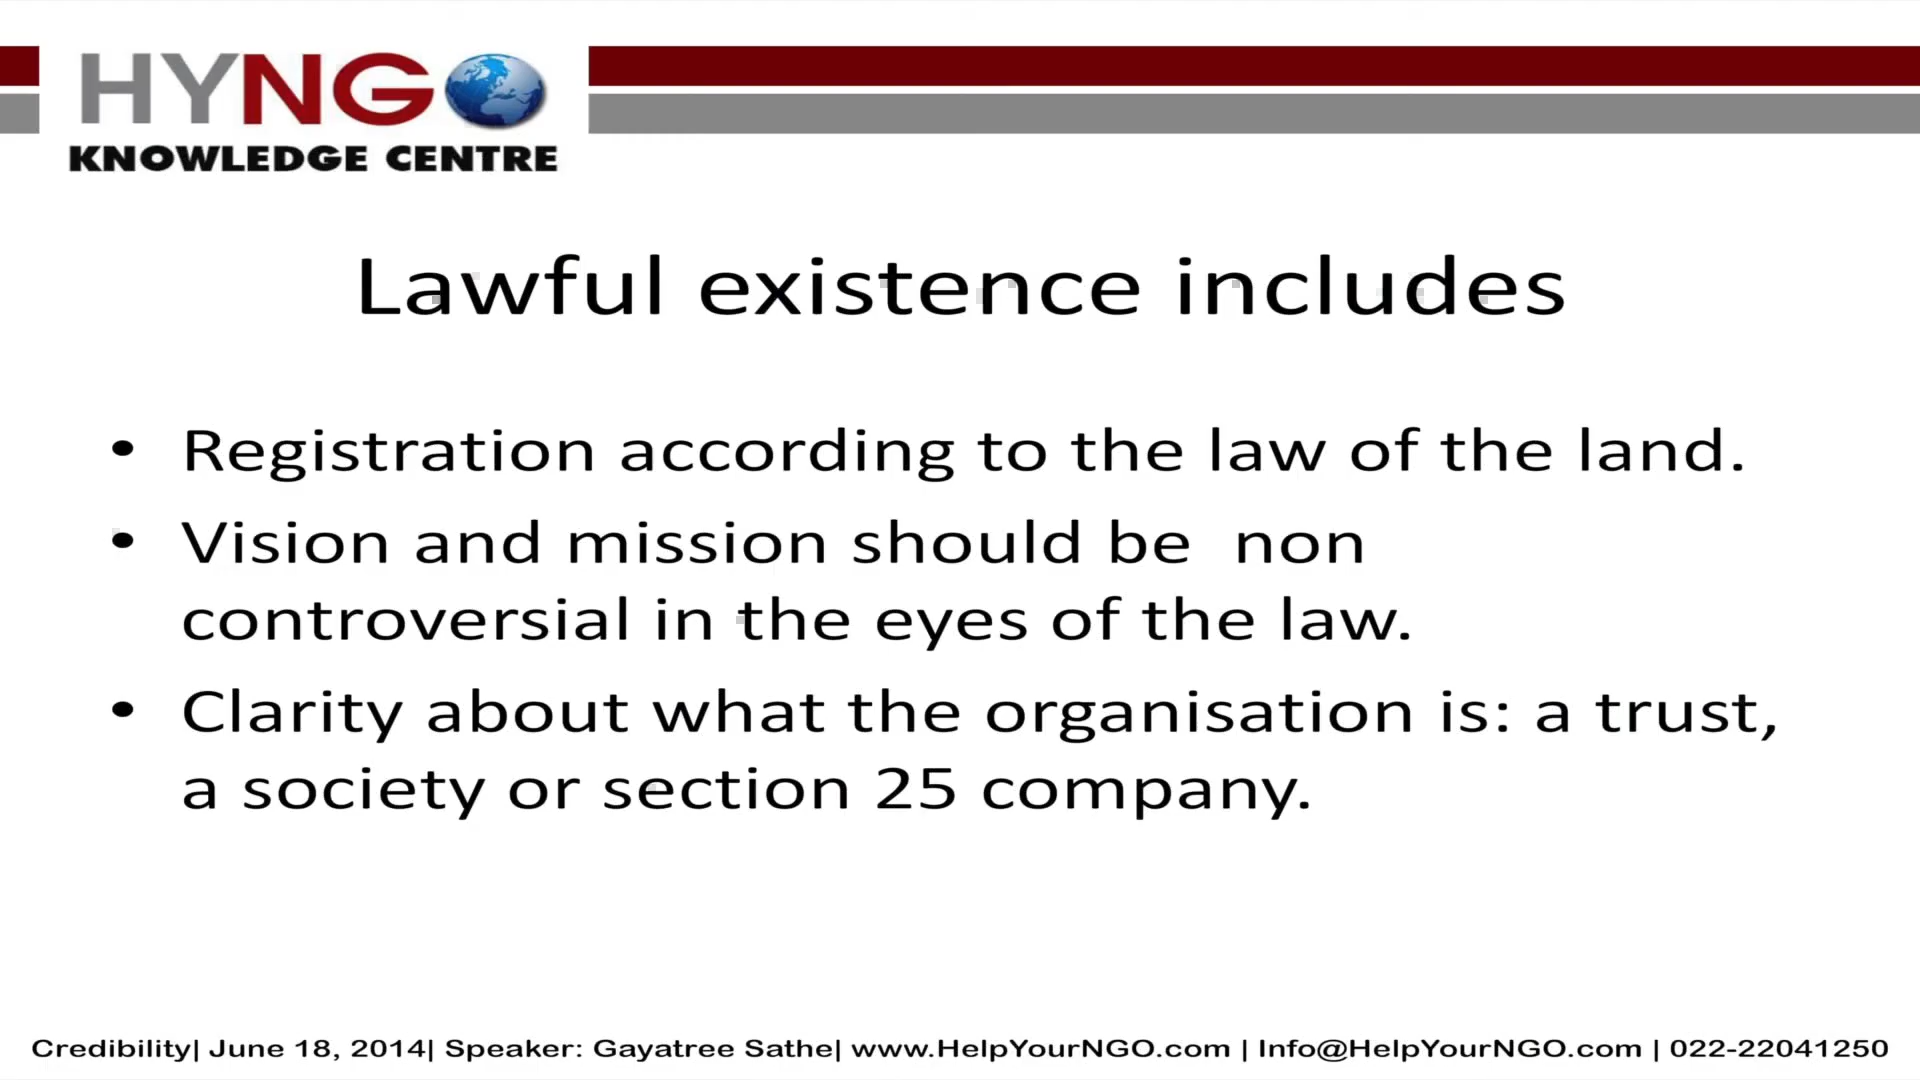 HYNGO
KNOWLEDGE CENTRE
Lawful existence includes
• Registration according to the law of the land.
• Vision and mission should be  non
controversial in the eyes of the law.
• Clarity about what the organisation is: a trust,
a society or section 25 company.
Credibility| June 18, 2014| Speaker: Gayatree Sathe| www.HelpYourNGO.com | Info@HelpYourNGO.com | 022-22041250